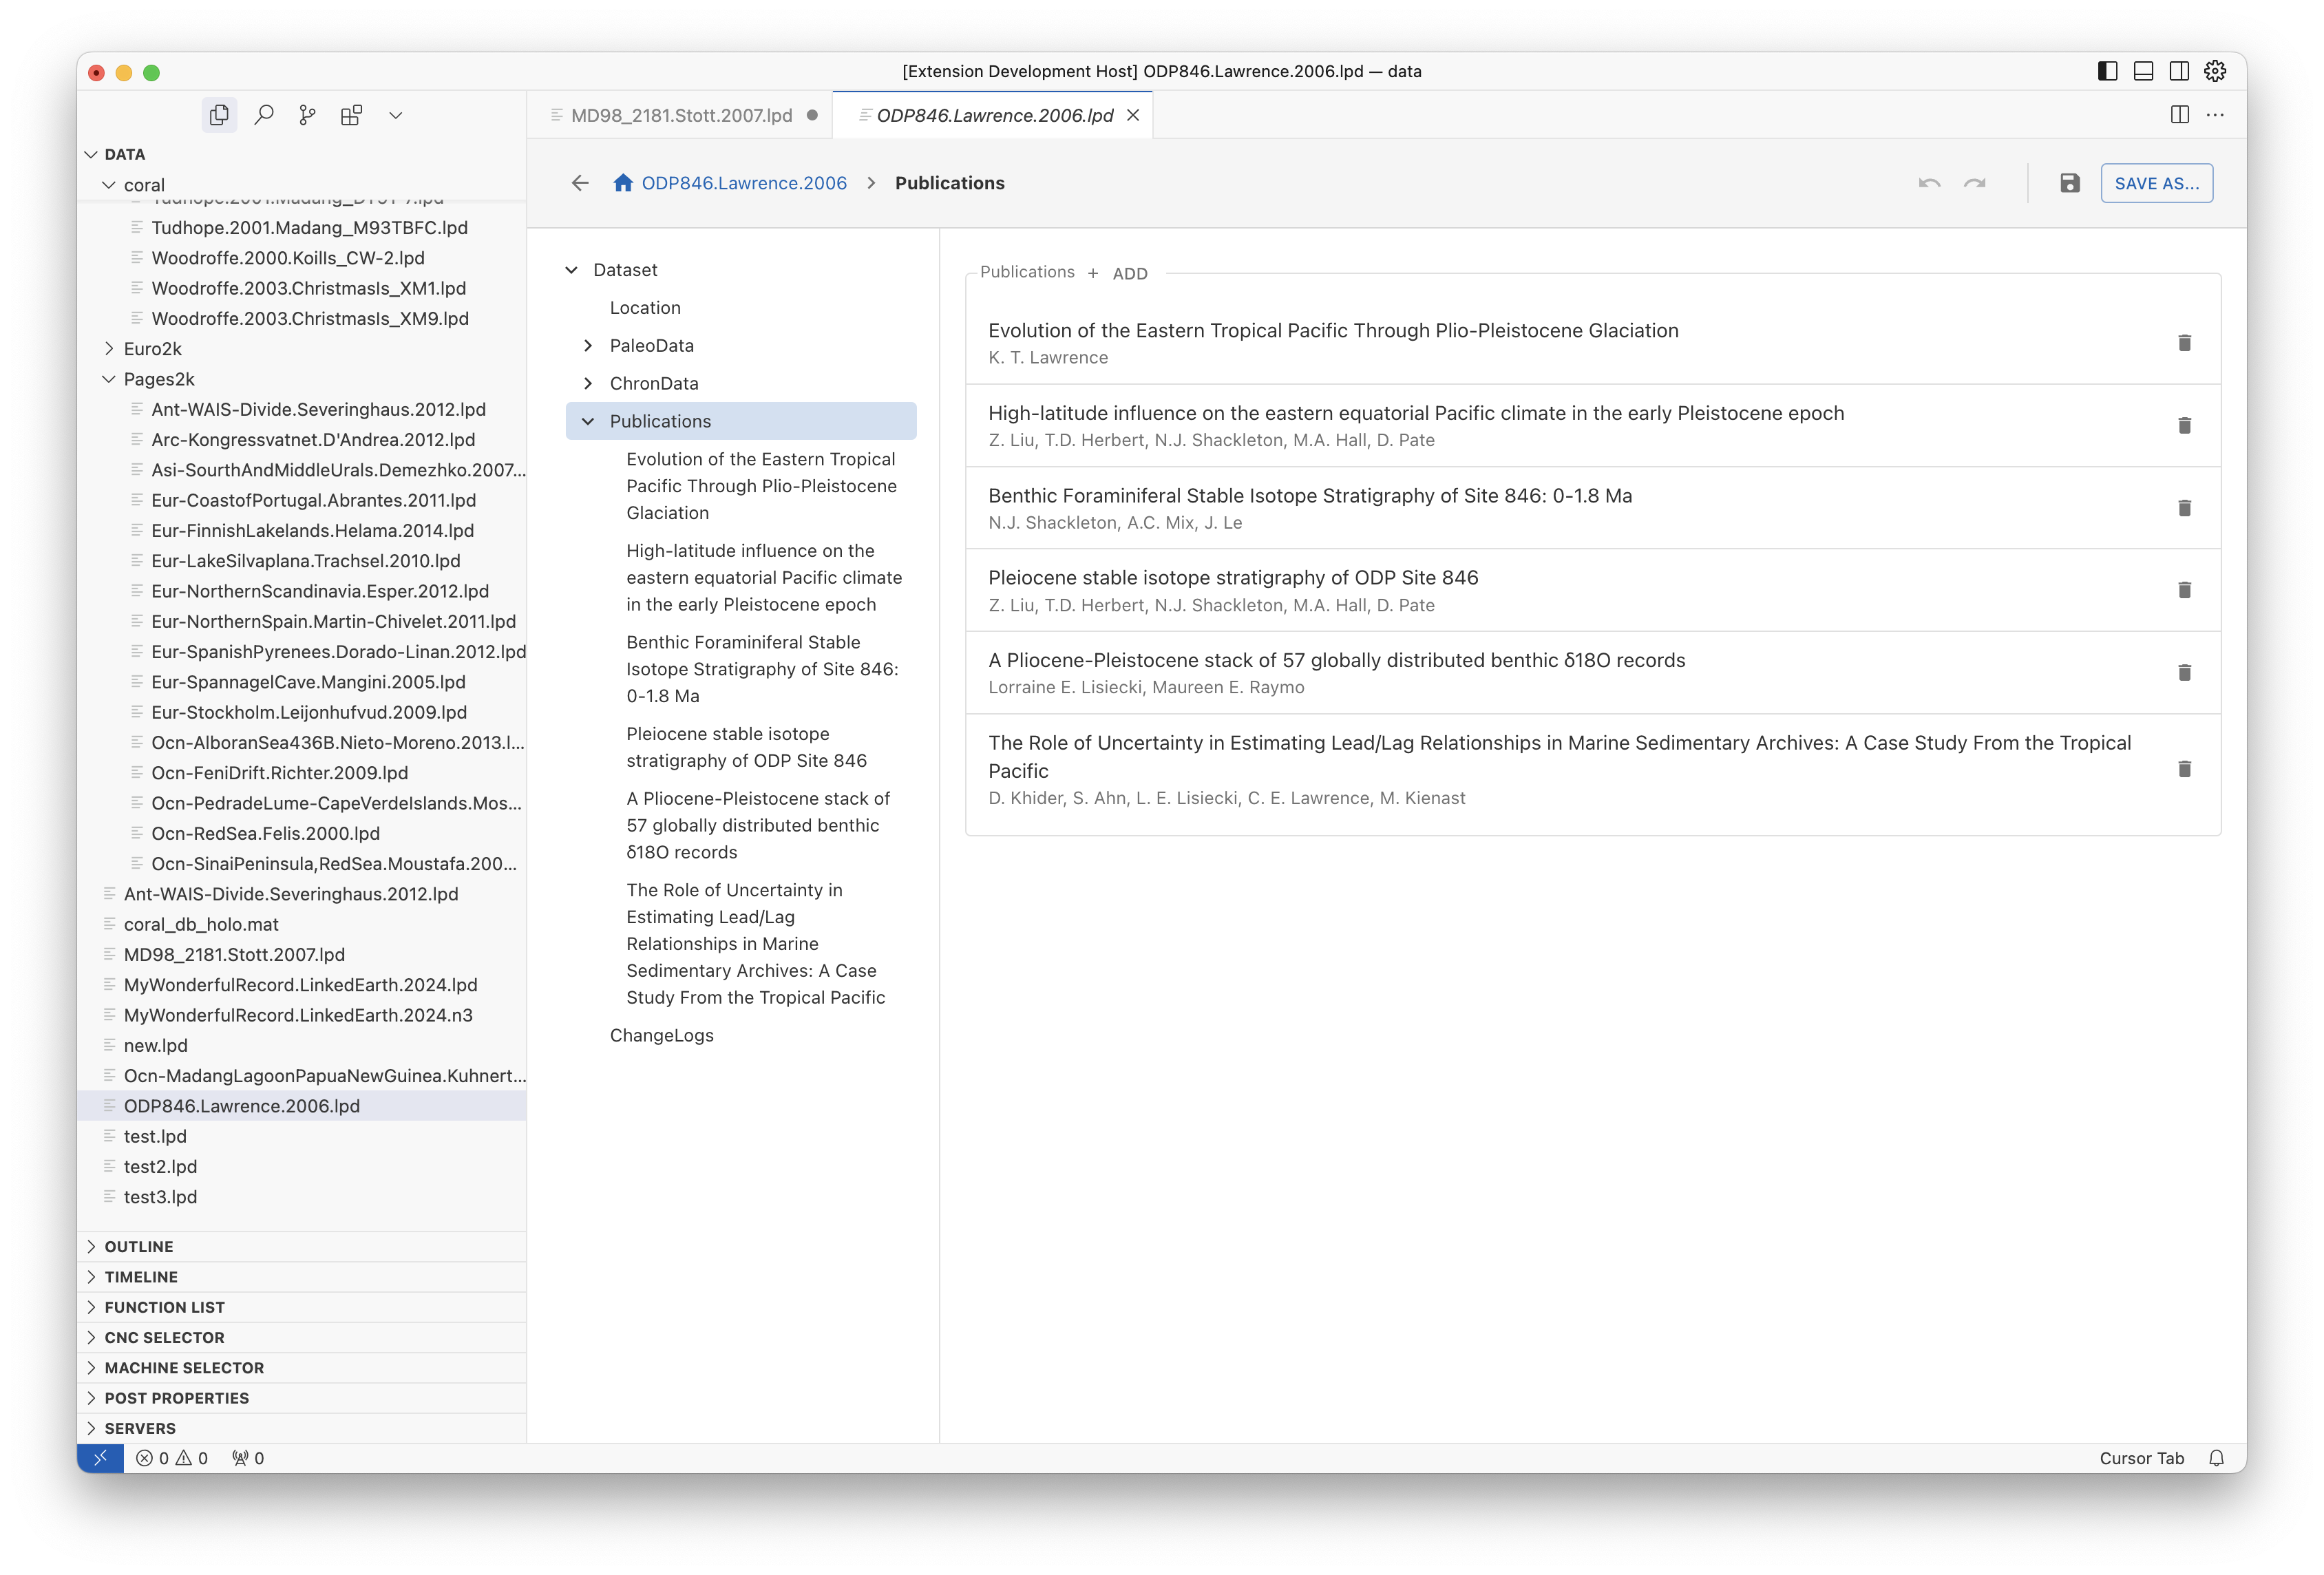 [Extension Development Host] ODP846.Lawrence.2006.lpd — data
MD98_2181.Stott.2007.lpd
ODP846.Lawrence.2006.lpd
DATA
coral
Tudhope.2001.Madang_M93TBFC.lpd
Woodroffe.2000.KoiIls_CW-2.lpd
Woodroffe.2003.ChristmasIs_XM1.lpd
Woodroffe.2003.ChristmasIs_XM9.lpd
Euro2k
Pages2k
Ant-WAIS-Divide.Severinghaus.2012.lpd
Arc-Kongressvatnet.D'Andrea.2012.lpd
Asi-SourthAndMiddleUrals.Demezhko.2007...
Eur-CoastofPortugal.Abrantes.2011.lpd
Eur-FinnishLakelands.Helama.2014.lpd
Eur-LakeSilvaplana.Trachsel.2010.lpd
Eur-NorthernScandinavia.Esper.2012.lpd
Eur-NorthernSpain.Martin-Chivelet.2011.lpd
Eur-SpanishPyrenees.Dorado-Linan.2012.lpd
Eur-SpannagelCave.Mangini.2005.lpd
Eur-Stockholm.Leijonhufvud.2009.lpd
Ocn-AlboranSea436B.Nieto-Moreno.2013.l...
Ocn-FeniDrift.Richter.2009.lpd
Ocn-PedradeLume-CapeVerdeIslands.Mos...
Ocn-RedSea.Felis.2000.lpd
Ocn-SinaiPeninsula,RedSea.Moustafa.200...
Ant-WAIS-Divide.Severinghaus.2012.lpd
coral_db_holo.mat
MD98_2181.Stott.2007.lpd
MyWonderfulRecord.LinkedEarth.2024.lpd
MyWonderfulRecord.LinkedEarth.2024.n3
new.lpd
Ocn-MadangLagoonPapuaNewGuinea.Kuhnert...
ODP846.Lawrence.2006.lpd
test.lpd
test2.lpd
test3.lpd
OUTLINE
TIMELINE
FUNCTION LIST
CNC SELECTOR
MACHINE SELECTOR
POST PROPERTIES
SERVERS
ODP846.Lawrence.2006 > Publications
SAVE AS...
Dataset
Location
PaleoData
ChronData
Publications
Evolution of the Eastern Tropical
Pacific Through Plio-Pleistocene
Glaciation
High-latitude influence on the
eastern equatorial Pacific climate
in the early Pleistocene epoch
Benthic Foraminiferal Stable
Isotope Stratigraphy of Site 846:
0-1.8 Ma
Pleiocene stable isotope
stratigraphy of ODP Site 846
A Pliocene-Pleistocene stack of
57 globally distributed benthic
δ18O records
The Role of Uncertainty in
Estimating Lead/Lag
Relationships in Marine
Sedimentary Archives: A Case
Study From the Tropical Pacific
ChangeLogs
Publications + ADD
Evolution of the Eastern Tropical Pacific Through Plio-Pleistocene Glaciation
K. T. Lawrence
High-latitude influence on the eastern equatorial Pacific climate in the early Pleistocene epoch
Z. Liu, T.D. Herbert, N.J. Shackleton, M.A. Hall, D. Pate
Benthic Foraminiferal Stable Isotope Stratigraphy of Site 846: 0-1.8 Ma
N.J. Shackleton, A.C. Mix, J. Le
Pleiocene stable isotope stratigraphy of ODP Site 846
Z. Liu, T.D. Herbert, N.J. Shackleton, M.A. Hall, D. Pate
A Pliocene-Pleistocene stack of 57 globally distributed benthic δ18O records
Lorraine E. Lisiecki, Maureen E. Raymo
The Role of Uncertainty in Estimating Lead/Lag Relationships in Marine Sedimentary Archives: A Case Study From the Tropical
Pacific
D. Khider, S. Ahn, L. E. Lisiecki, C. E. Lawrence, M. Kienast
0 0 0
Cursor Tab